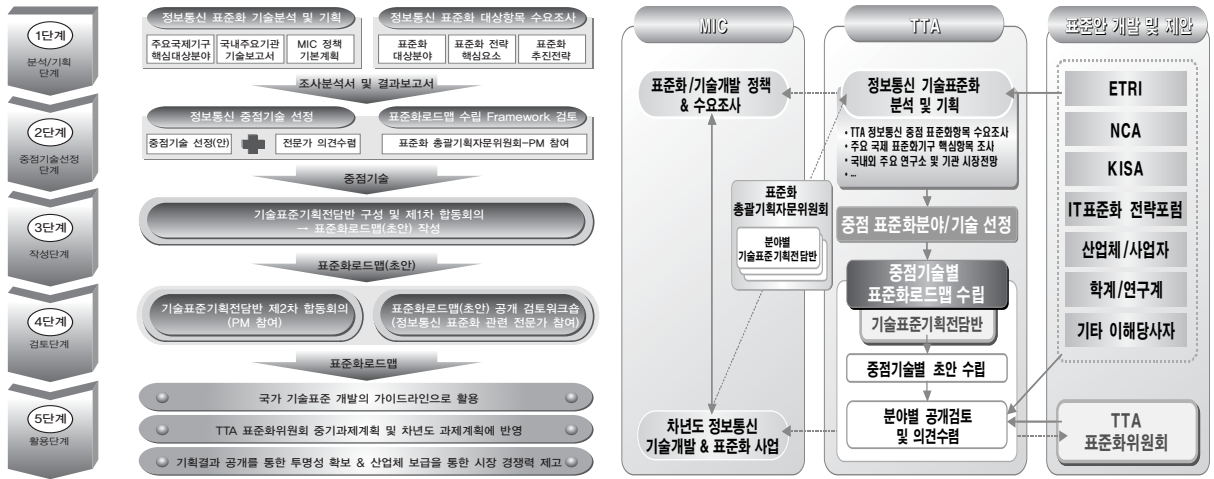 1단계
분석/기획
단계
2단계
중점기술선정
단계
3단계
작성단계
4단계
검토단계
5단계
활용단계
정보통신 표준화 기술분석 및 기획
주요국제기구
핵심대상분야
국내주요기관
기술보고서
MIC 정책
기본계획
정보통신 표준화 대상항목 수요조사
표준화
대상분야
표준화 전략
핵심요소
표준화
추진전략
조사분석서 및 결과보고서
정보통신 중점기술 선정
중점기술 선정(안)
전문가 의견수렴
표준화로드맵 수립 Framework 검토
표준화 총괄기획자문위원회-PM 참여
중점기술
기술표준기획전담반 구성 및 제1차 합동회의
→ 표준화로드맵(초안) 작성
표준화로드맵(초안)
기술표준기획전담반 제2차 합동회의
(PM 참여)
표준화로드맵(초안) 공개 검토워크숍
(정보통신 표준화 관련 전문가 참여)
표준화로드맵
국가 기술표준 개발의 가이드라인으로 활용
TTA 표준화위원회 중기과제계획 및 차년도 과제계획에 반영
기획결과 공개를 통한 투명성 확보 & 산업체 보급을 통한 시장 경쟁력 제고
MIC
표준화/기술개발 정책
& 수요조사
차년도 정보통신
기술개발 & 표준화 사업
표준화
총괄기획자문위원회
분야별
기술표준기획전담반
TTA
정보통신 기술표준화
분석 및 기획
• TTA 정보통신 중점 표준화항목 수요조사
• 주요 국제 표준화기구 핵심항목 조사
• 국내외 주요 연구소 및 기관 시장전망
• ...
중점 표준화분야/기술 선정
중점기술별
표준화로드맵 수립
기술표준기획전담반
중점기술별 초안 수립
분야별 공개검토
및 의견수렴
표준안 개발 및 제안
ETRI
NCA
KISA
IT표준화 전략포럼
산업체/사업자
학계/연구계
기타 이해당사자
TTA
표준화위원회